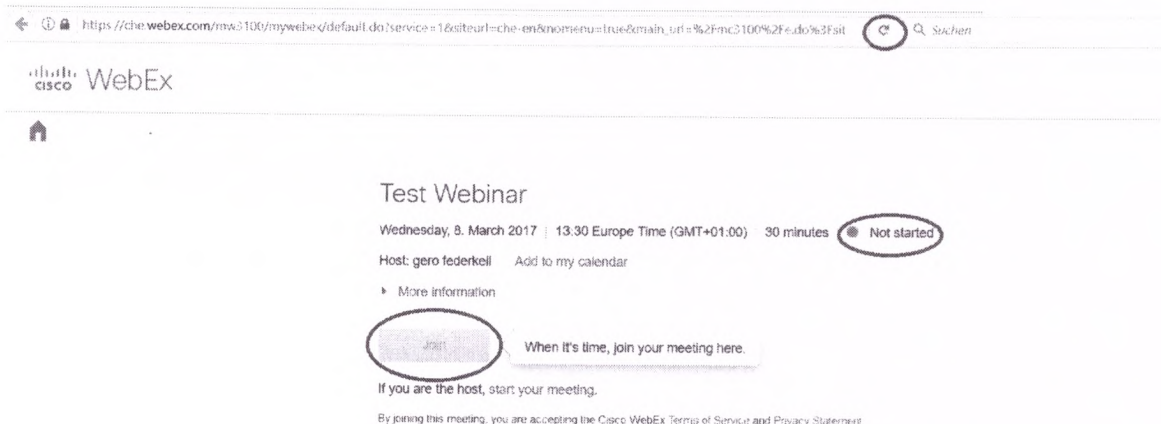 https://che.webex.com/mw3100/mywebex/default.do?service=1&siteurl=che-en&nomenu=true&main_url=%2Fmc3100%2Fe.do%3Fsit Suchen
cisco WebEx
Test Webinar
Wednesday, 8. March 2017 | 13:30 Europe Time (GMT+01:00) 30 minutes Not started
Host: gero federkeil Add to my calendar
More information
Join When it's time, join your meeting here.
If you are the host, start your meeting.
By joining this meeting, you are accepting the Cisco WebEx Terms of Service and Privacy Statement